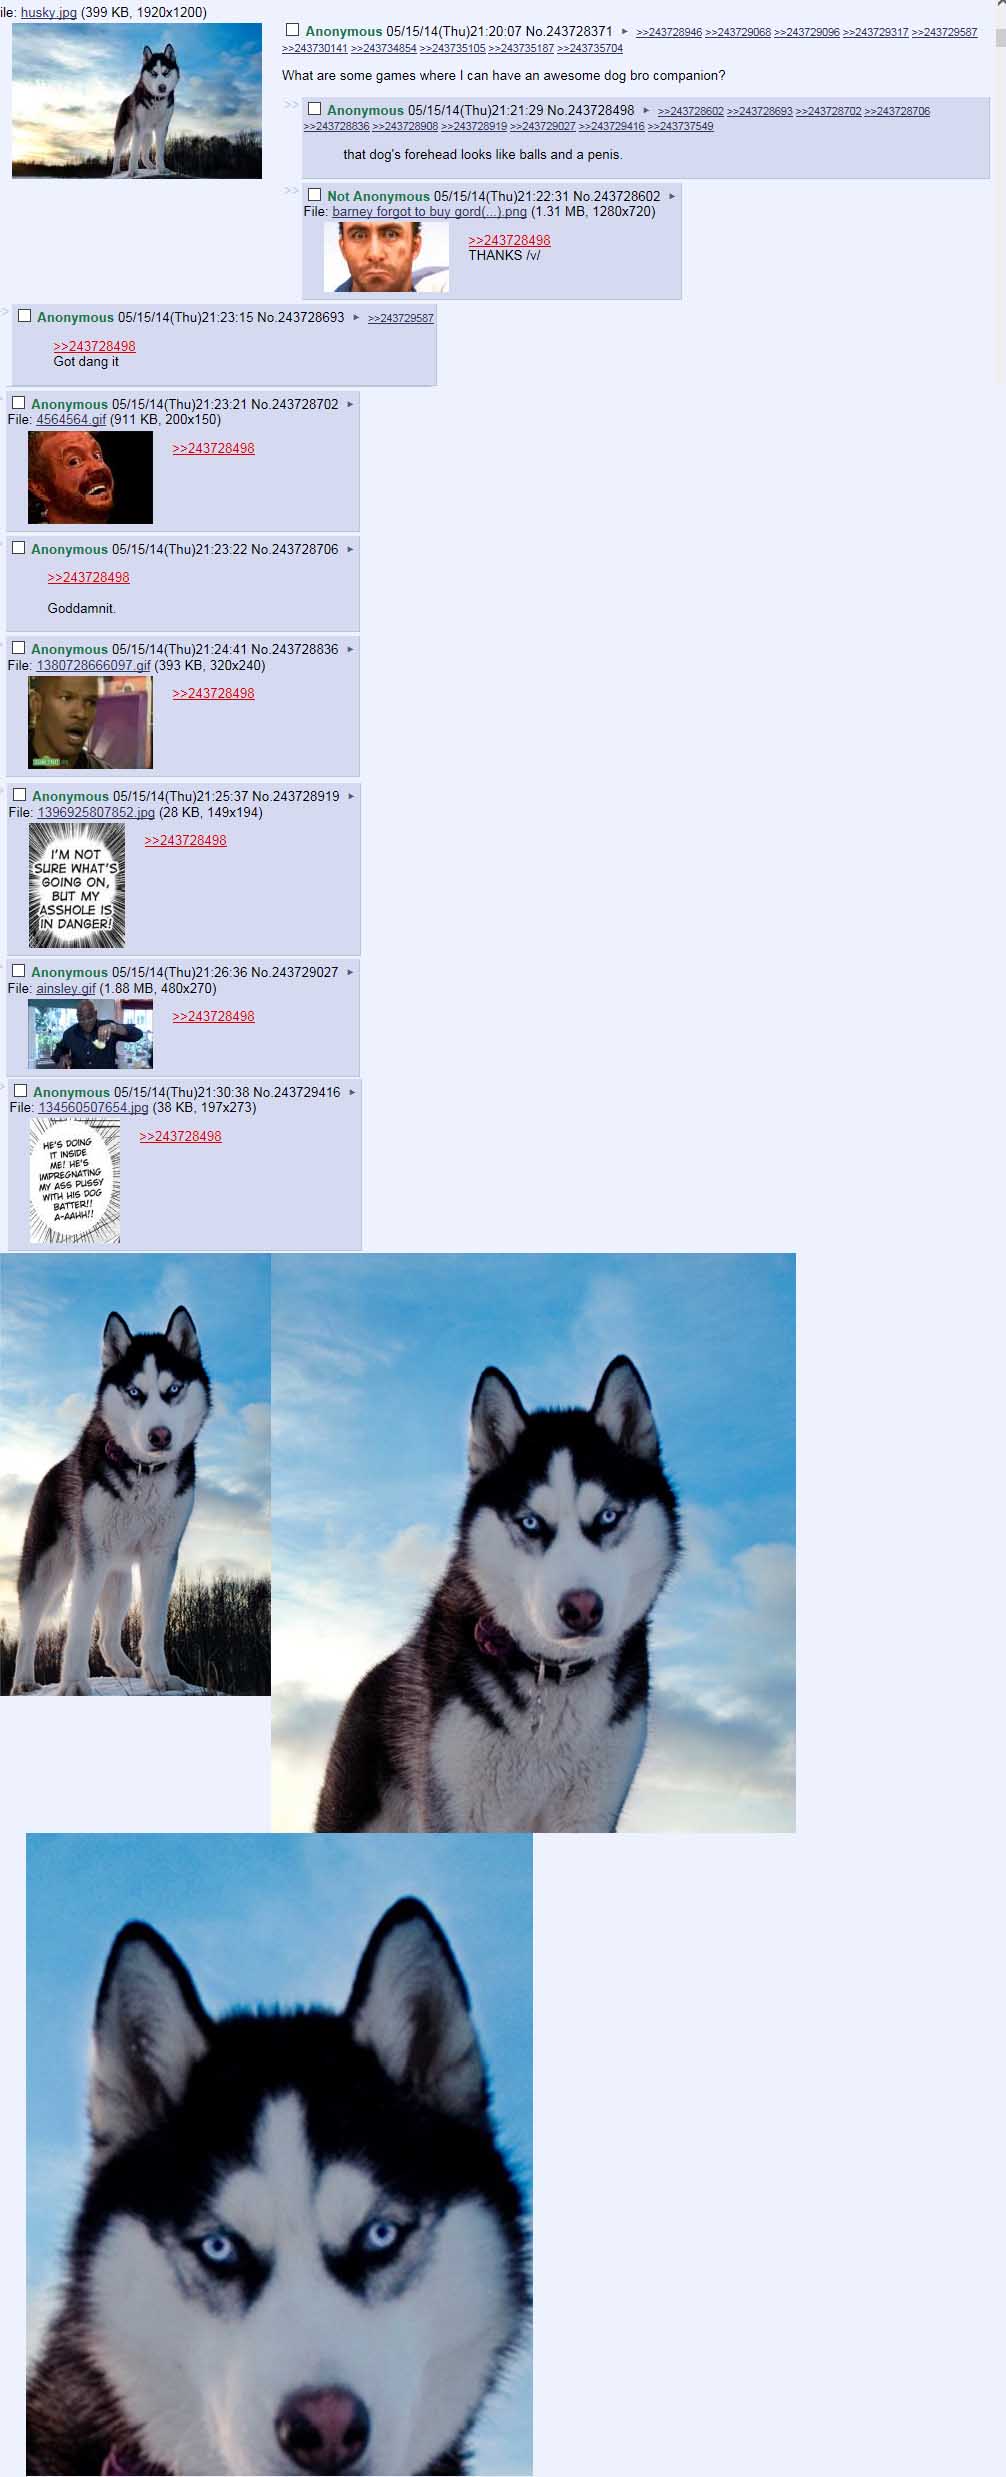 ile: husky.jpg (399 KB, 1920x1200)
Anonymous 05/15/14(Thu)21:20:07 No.243728371 ▸ >>243728946 >>243729068 >>243729096 >>243729317 >>243729587
>>243730141 >>243734854 >>243735105 >>243735187 >>243735704
What are some games where I can have an awesome dog bro companion?
>> Anonymous 05/15/14(Thu)21:21:29 No.243728498 ▸ >>243728602 >>243728693 >>243728702 >>243728706
>>243728836 >>243728908 >>243728919 >>243729027 >>243729416 >>243737549
that dog's forehead looks like balls and a penis.
>> Not Anonymous 05/15/14(Thu)21:22:31 No.243728602 ▸
File: barney forgot to buy gord(...).png (1.31 MB, 1280x720)
>>243728498
THANKS /v/
> Anonymous 05/15/14(Thu)21:23:15 No.243728693 ▸ >>243729587
>>243728498
Got dang it
Anonymous 05/15/14(Thu)21:23:21 No.243728702 ▸
File: 4564564.gif (911 KB, 200x150)
>>243728498
Anonymous 05/15/14(Thu)21:23:22 No.243728706 ▸
>>243728498
Goddamnit.
Anonymous 05/15/14(Thu)21:24:41 No.243728836 ▸
File: 1380728666097.gif (393 KB, 320x240)
>>243728498
Anonymous 05/15/14(Thu)21:25:37 No.243728919 ▸
File: 1396925807852.jpg (28 KB, 149x194)
>>243728498
I'M NOT
SURE WHAT'S
GOING ON,
BUT MY
ASSHOLE IS
IN DANGER!
Anonymous 05/15/14(Thu)21:26:36 No.243729027 ▸
File: ainsley.gif (1.88 MB, 480x270)
>>243728498
Anonymous 05/15/14(Thu)21:30:38 No.243729416 ▸
File: 134560507654.jpg (38 KB, 197x273)
>>243728498
HE'S DOING
IT INSIDE
ME! HE'S
IMPREGNATING
MY ASS PUSSY
WITH HIS DOG
BATTER!!
A-AAHH!!